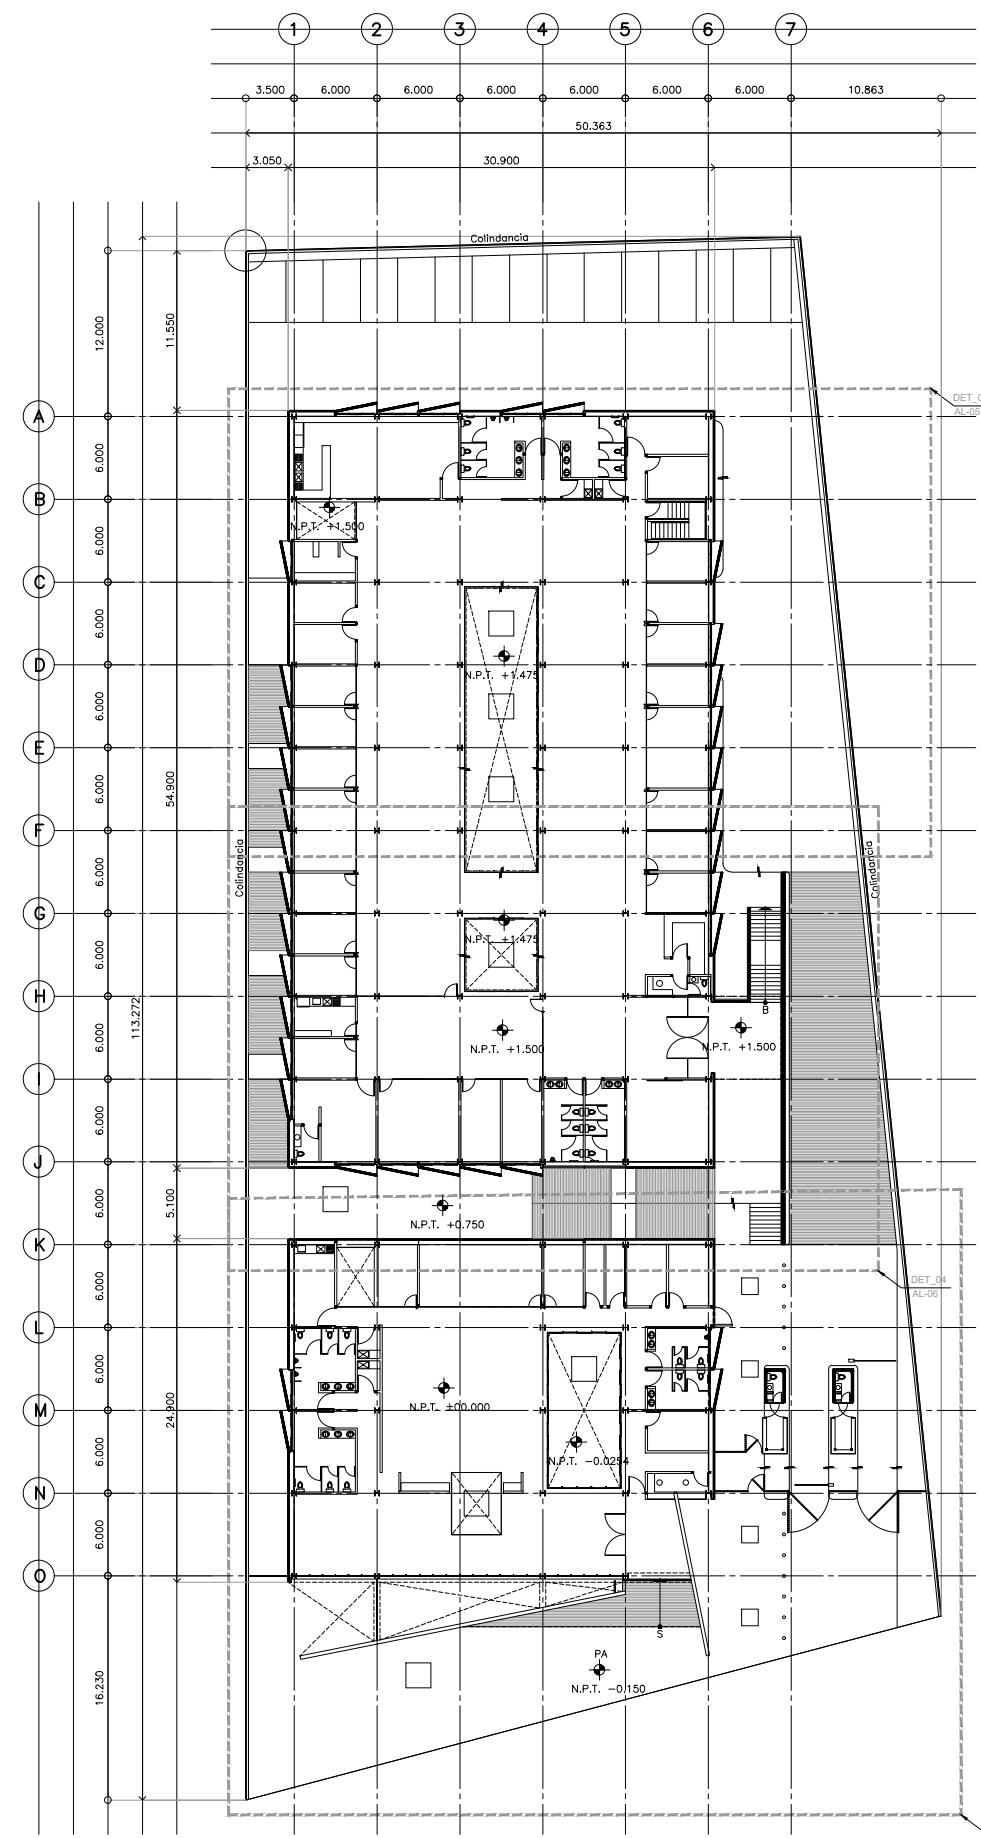 1 2 3 4 5 6 7
3.500 6.000 6.000 6.000 6.000 6.000 6.000 10.863
50.363
3.050 30.900
Colindancia
12.000
11.550
DET_0
AL-05
A
6.000
B
N.P.T. +1.500
6.000
C
6.000
D
N.P.T. +1.475
6.000
E
6.000
54.900
F
Colindancia
Colindancia
6.000
G
N.P.T. +1.475
6.000
H
113.272
B
N.P.T. +1.500
N.P.T. +1.500
6.000
I
6.000
J
6.000
5.100
N.P.T. +0.750
K
DET_04
AL-06
6.000
L
6.000
N.P.T. +00.000
M
24.900
6.000
N.P.T. -0.0254
N
6.000
O
S
PA
N.P.T. -0.150
16.230